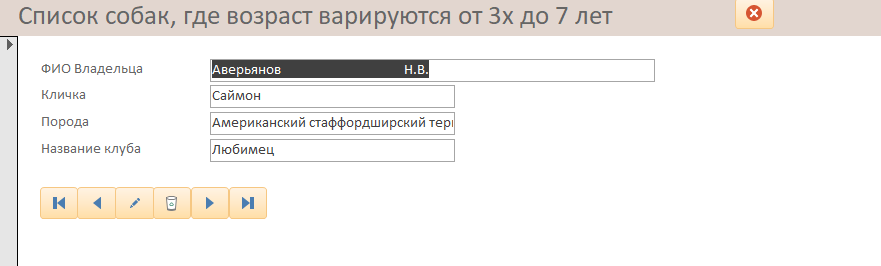 Список собак, где возраст варируются от 3х до 7 лет
ФИО Владельца Аверьянов Н.В.
Кличка Саймон
Порода Американский стаффордширский тери
Название клуба Любимец